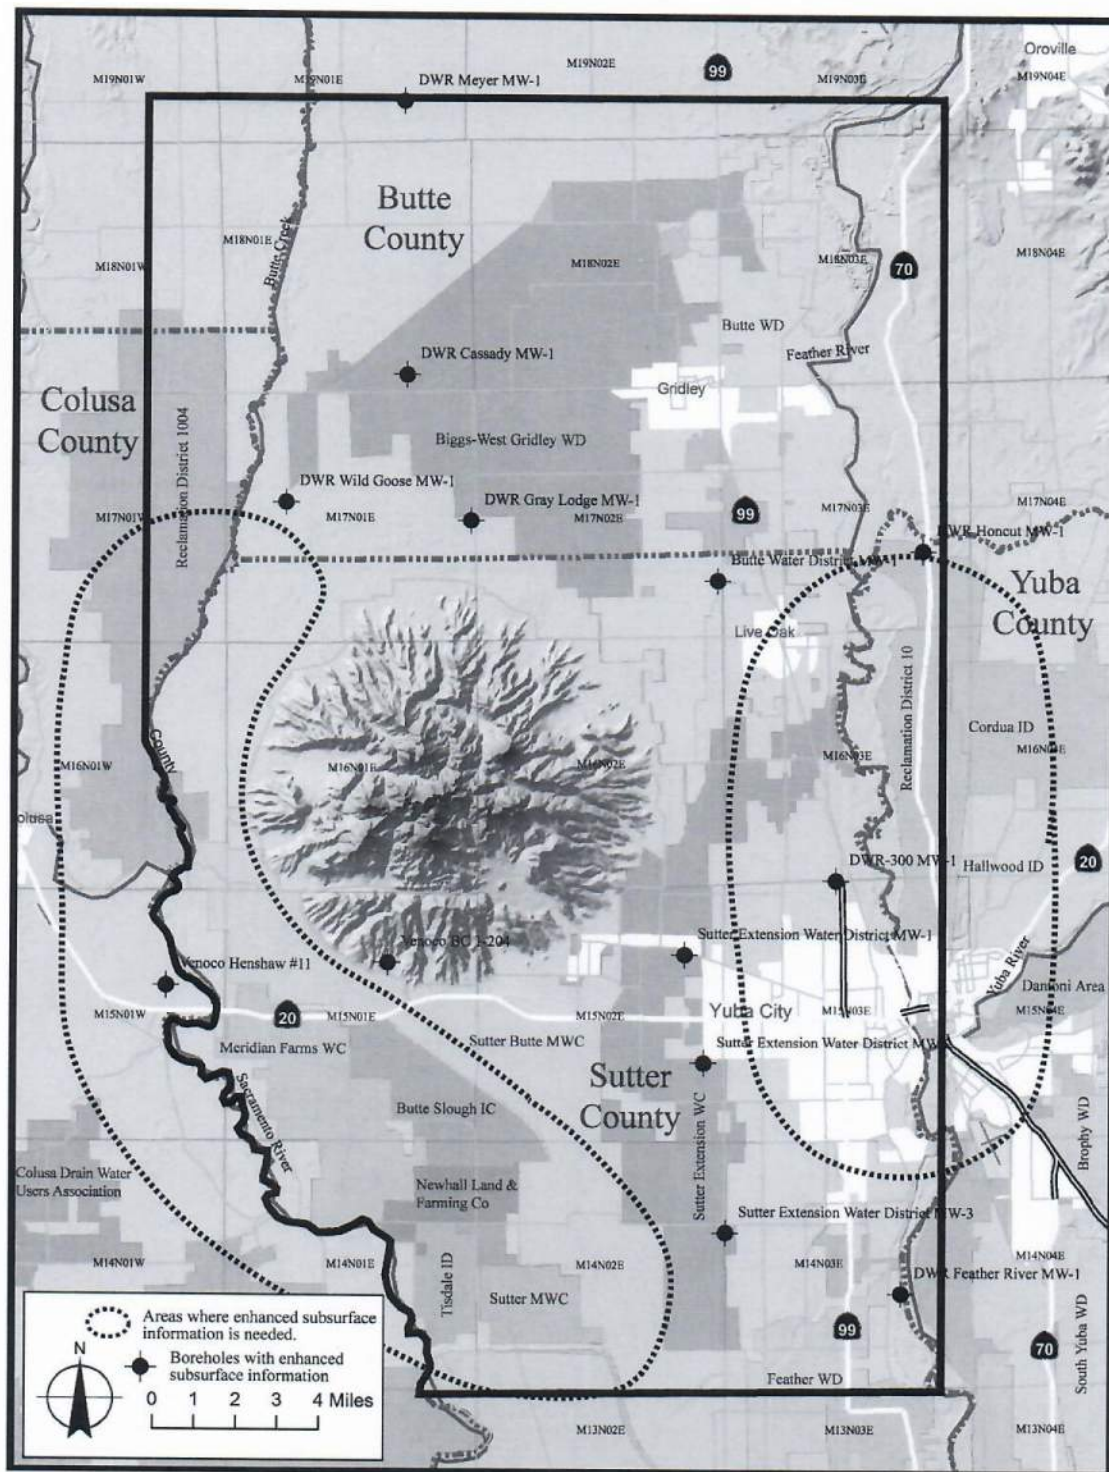 Oroville
99
M19N01W
M19N01E
DWR Meyer MW-1
M19N02E
M19N03E
M19N04E
Butte
County
M18N01W
M18N01E
Butte Creek
M18N02E
M18N03E
M18N04E
70
Butte WD
Feather River
DWR Cassady MW-1
Gridley
Colusa
County
Reclamation District 1004
Biggs-West Gridley WD
DWR Wild Goose MW-1
DWR Gray Lodge MW-1
M17N01W
M17N01E
M17N02E
99
M17N03E
M17N04E
DWR Honcut MW-1
Butte Water District MW-1
Yuba
County
Live Oak
Reclamation District 10
Cordua ID
County
M16N01W
M16N01E
M16N02E
M16N03E
M16N04E
olusa
DWR-300 MW-1
Hallwood ID
20
Venoco BC 1-204
Sutter Extension Water District MW-1
Venoco Henshaw #11
Yuba River
Dantoni Area
M15N01W
20
M15N01E
M15N02E
Yuba City
M15N03E
M15N04E
Meridian Farms WC
Sutter Butte MWC
Sutter Extension Water District MW
Sutter
County
Sacramento River
Butte Slough IC
Sutter Extension WC
Brophy WD
Colusa Drain Water
Users Association
Newhall Land &
Farming Co
Sutter Extension Water District MW-3
M14N01W
M14N01E
Tisdale ID
M14N02E
M14N03E
M14N04E
DWR Feather River MW-1
Sutter MWC
99
70
South Yuba WD
Feather WD
M13N02E
M13N03E
M13N04E
Areas where enhanced subsurface
information is needed.
N
Boreholes with enhanced
subsurface information
0 1 2 3 4 Miles